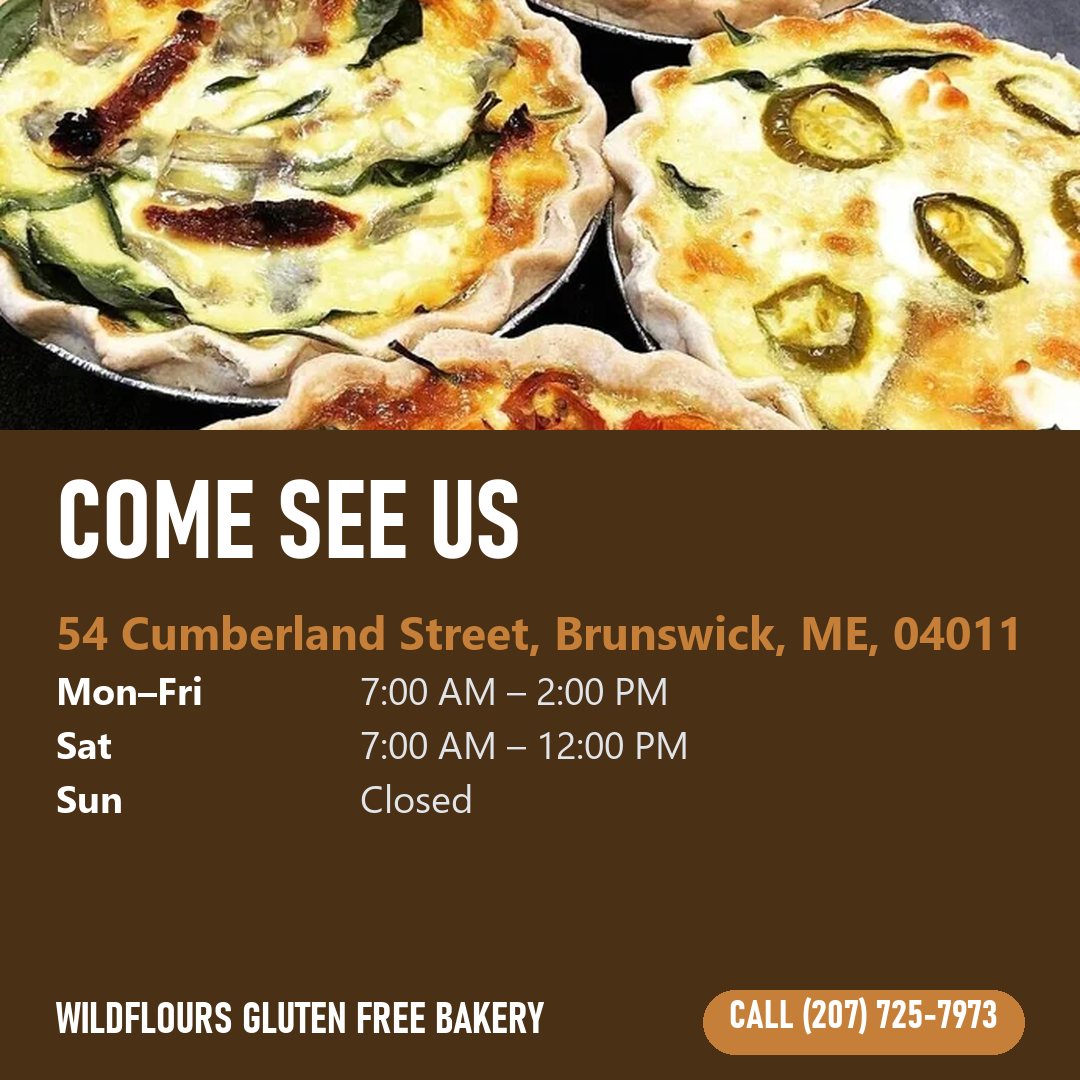 COME SEE US
54 Cumberland Street, Brunswick, ME, 04011
Mon–Fri 7:00 AM – 2:00 PM
Sat 7:00 AM – 12:00 PM
Sun Closed
WILDFLOURS GLUTEN FREE BAKERY
CALL (207) 725-7973